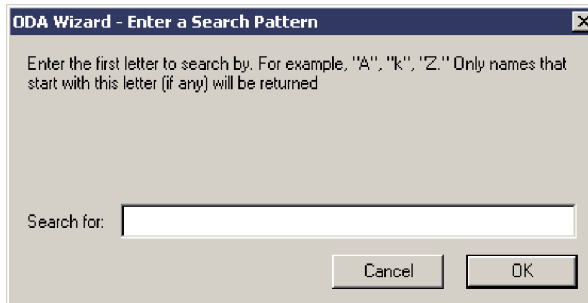 ODA Wizard - Enter a Search Pattern
Enter the first letter to search by. For example, "A", "k", "Z." Only names that
start with this letter (if any) will be returned
Search for:
Cancel OK